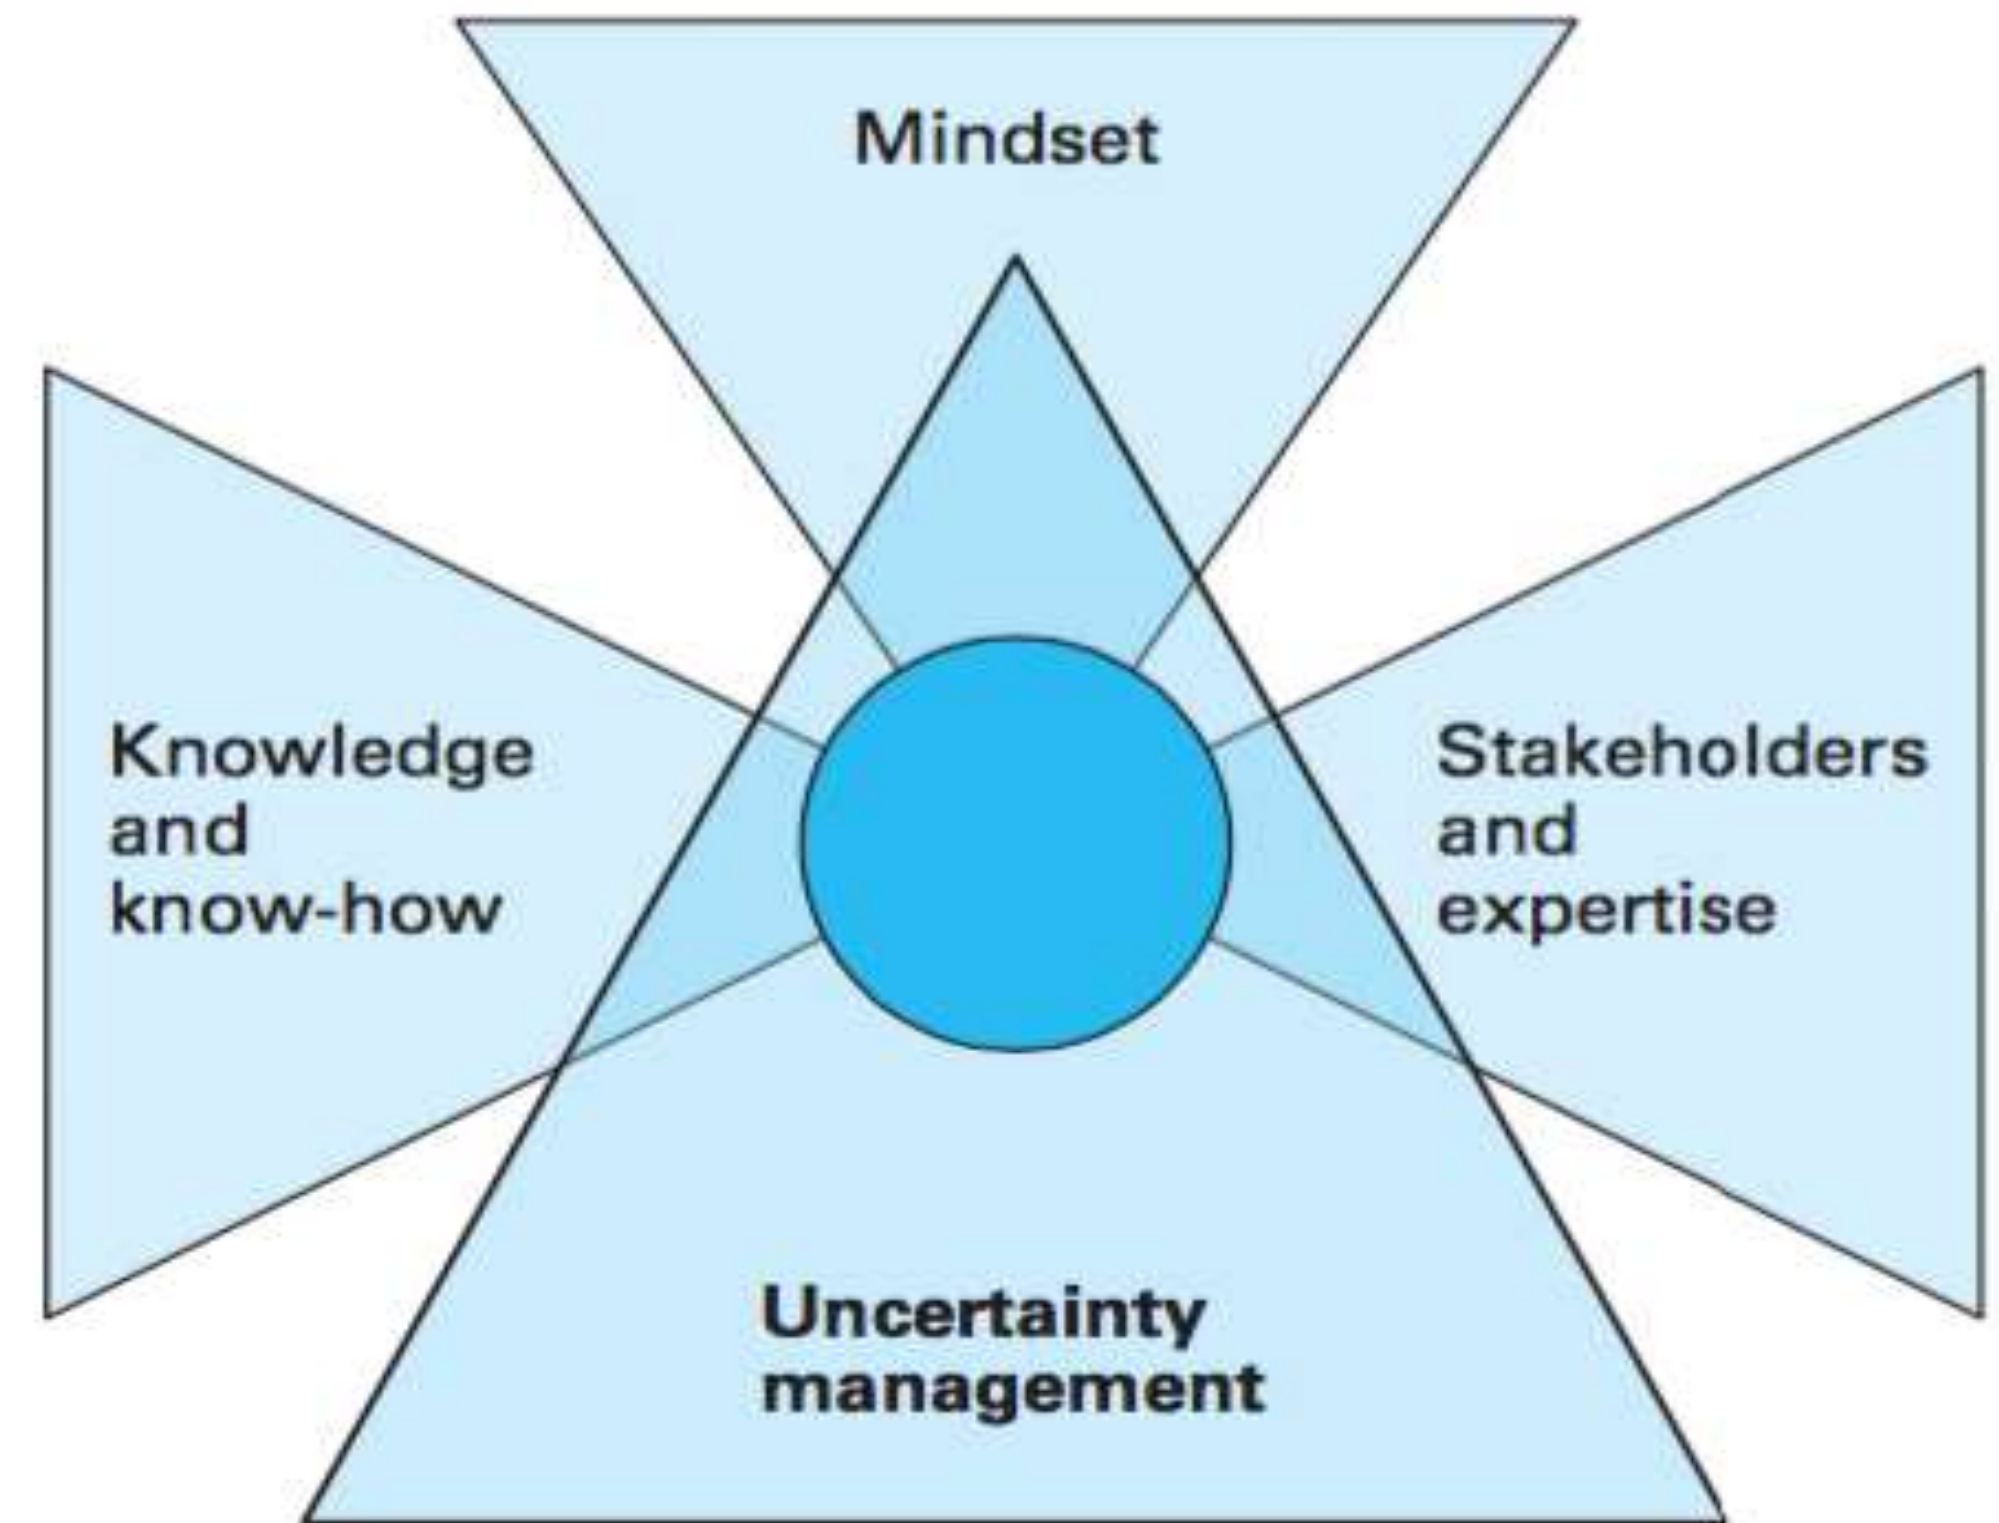 Mindset
Knowledge
and
know-how
Stakeholders
and
expertise
Uncertainty
management